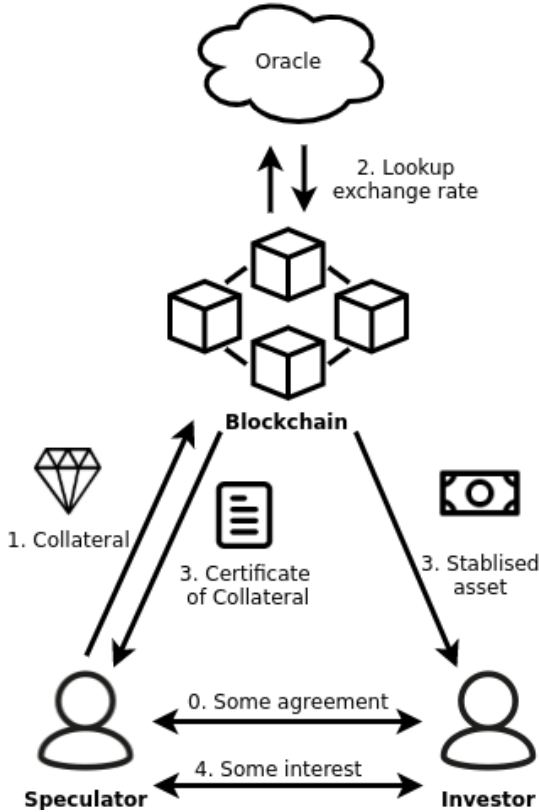 Oracle
2. Lookup
exchange rate
Blockchain
1. Collateral
3. Certificate
of Collateral
3. Stablised
asset
0. Some agreement
4. Some interest
Speculator
Investor